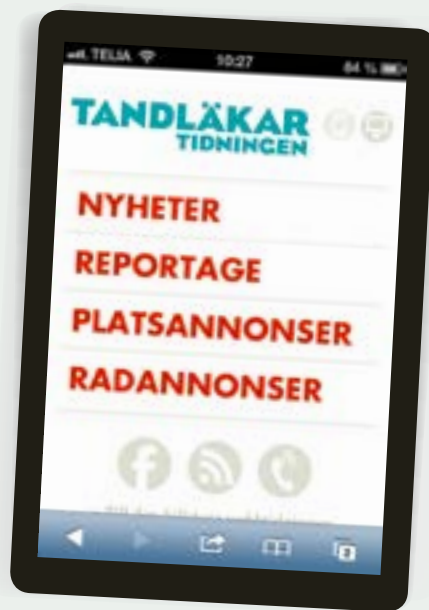 TELIA
10:27
84 %
TANDLÄKAR
TIDNINGEN
NYHETER
REPORTAGE
PLATSANNONSER
RADANNONSER